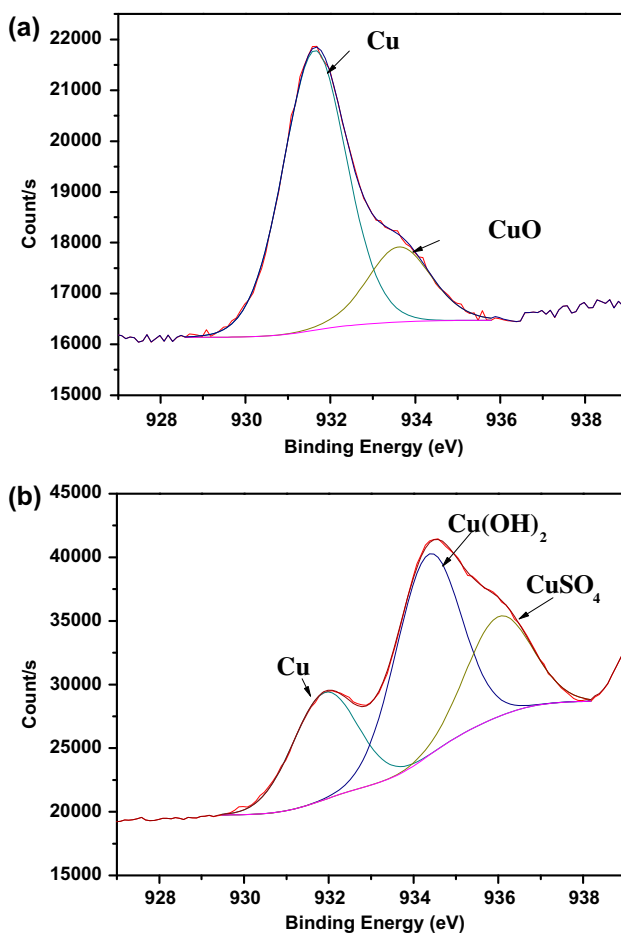 (a)
22000
21000
20000
19000
18000
17000
16000
15000
Count/s
Cu
CuO
928 930 932 934 936 938
Binding Energy (eV)
(b)
45000
40000
35000
30000
25000
20000
15000
Count/s
Cu(OH)₂
CuSO₄
Cu
928 930 932 934 936 938
Binding Energy (eV)